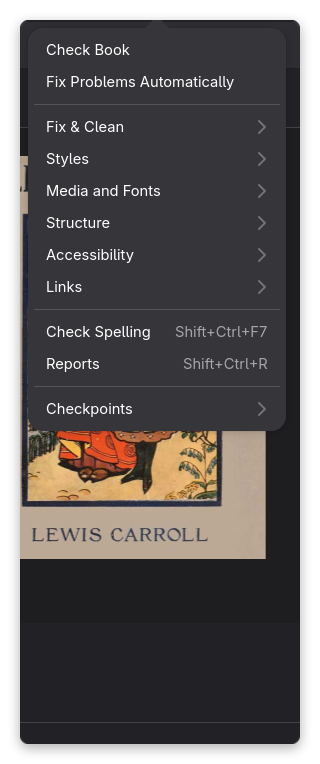 Check Book
Fix Problems Automatically
Fix & Clean
Styles
Media and Fonts
Structure
Accessibility
Links
Check Spelling Shift+Ctrl+F7
Reports Shift+Ctrl+R
Checkpoints
LEWIS CARROLL